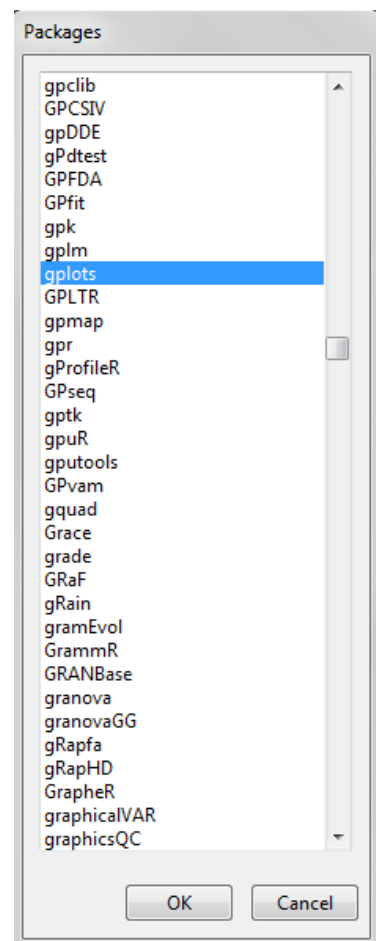 Packages
gpclib
GPCSIV
gpDDE
gPdtest
GPFDA
GPfit
gpk
gplm
gplots
GPLTR
gpmap
gpr
gProfileR
GPseq
gptk
gpuR
gputools
GPvam
gquad
Grace
grade
GRaF
gRain
gramEvol
GrammR
GRANBase
granova
granovaGG
gRapfa
gRapHD
GrapheR
graphicalVAR
graphicsQC
OK Cancel